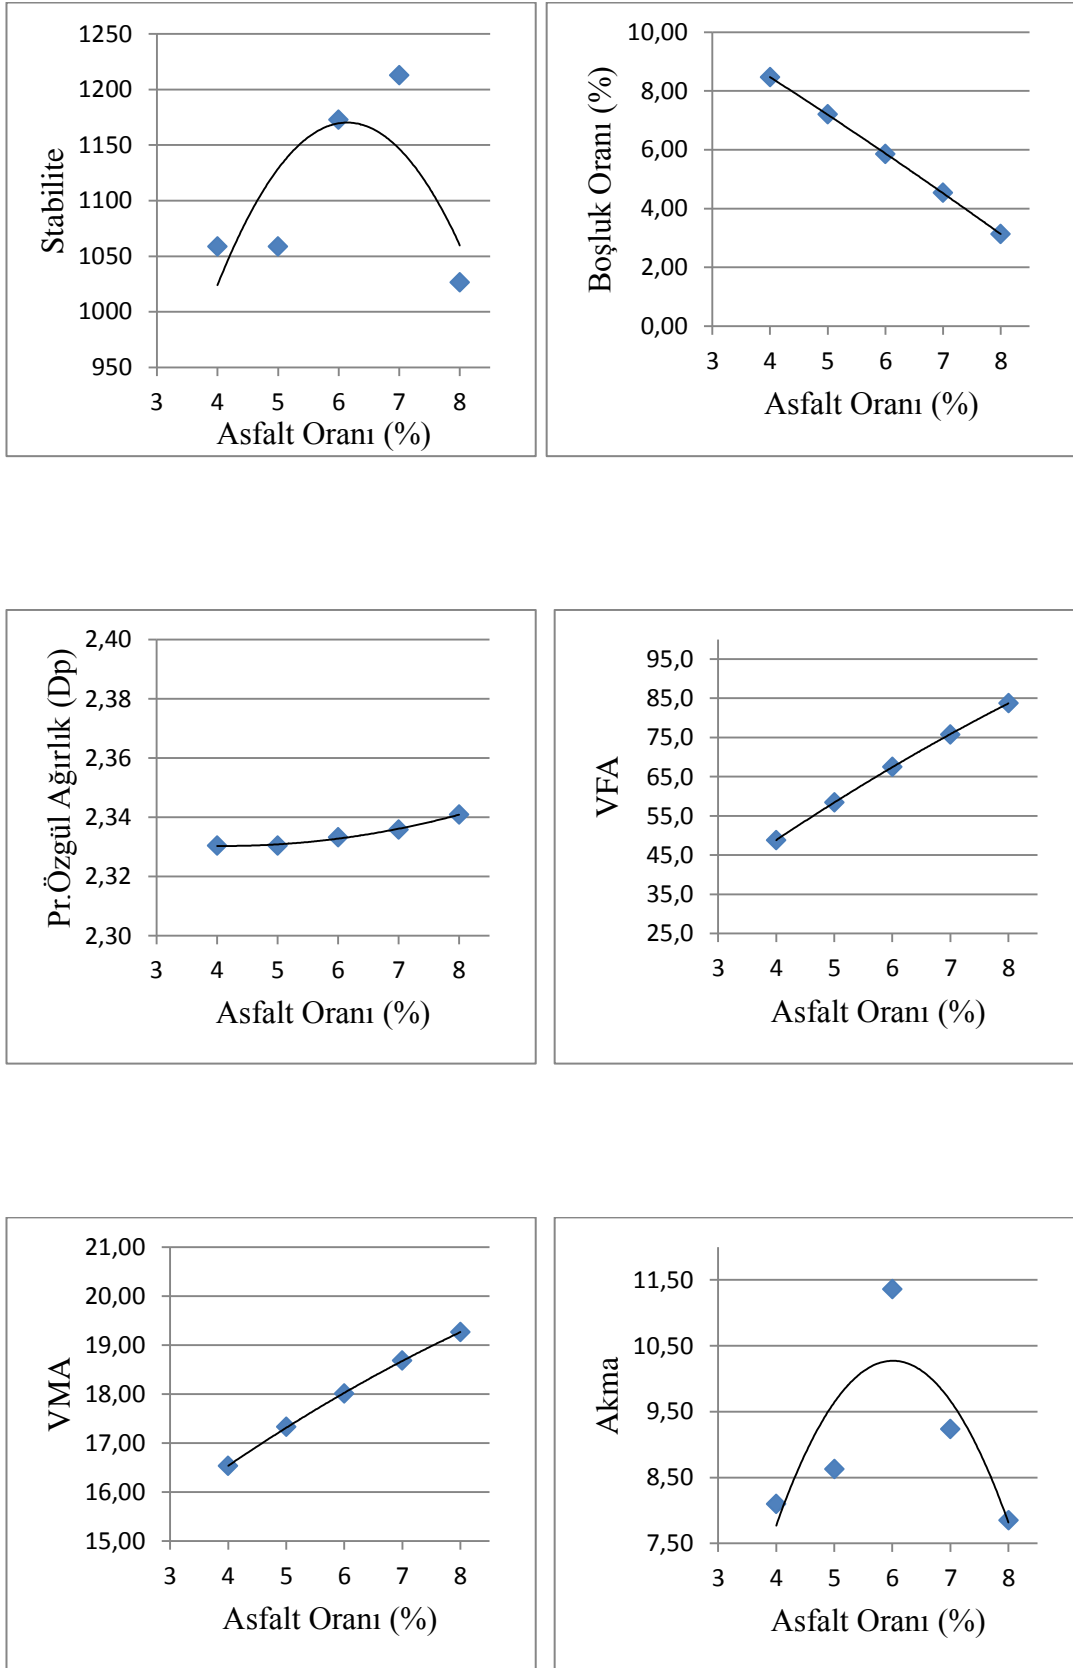 Stabilite
1250
1200
1150
1100
1050
1000
950
3 4 5 6 7 8
Asfalt Oranı (%)
Boşluk Oranı (%)
10,00
8,00
6,00
4,00
2,00
0,00
3 4 5 6 7 8
Asfalt Oranı (%)
Pr.Özgül Ağırlık (Dp)
2,40
2,38
2,36
2,34
2,32
2,30
3 4 5 6 7 8
Asfalt Oranı (%)
VFA
95,0
85,0
75,0
65,0
55,0
45,0
35,0
25,0
3 4 5 6 7 8
Asfalt Oranı (%)
VMA
21,00
20,00
19,00
18,00
17,00
16,00
15,00
3 4 5 6 7 8
Asfalt Oranı (%)
Akma
11,50
10,50
9,50
8,50
7,50
3 4 5 6 7 8
Asfalt Oranı (%)